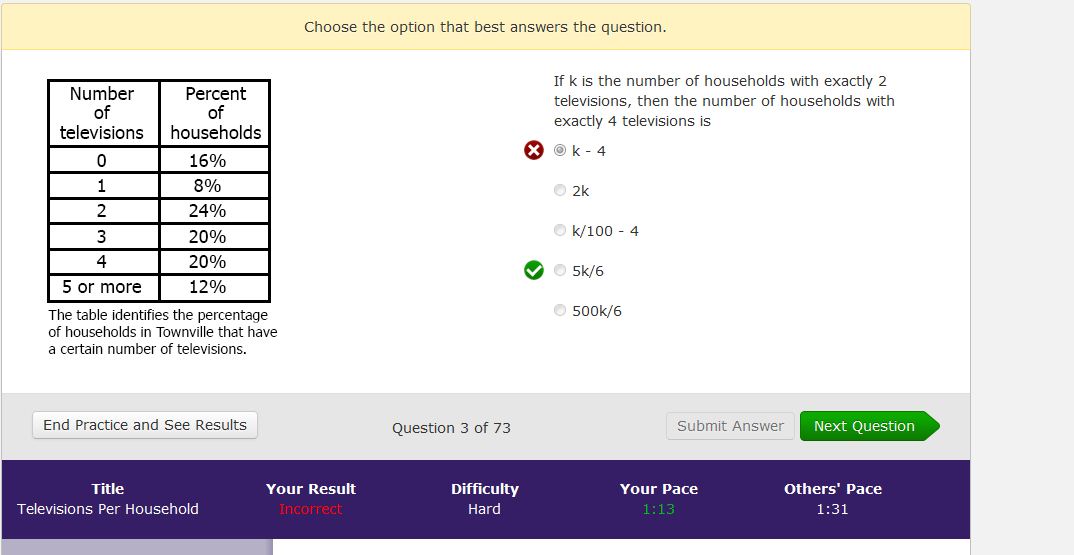 Choose the option that best answers the question.
Number of televisions Percent of households
0 16%
1 8%
2 24%
3 20%
4 20%
5 or more 12%
The table identifies the percentage
of households in Townville that have
a certain number of televisions.
If k is the number of households with exactly 2
televisions, then the number of households with
exactly 4 televisions is
k - 4
2k
k/100 - 4
5k/6
500k/6
End Practice and See Results Question 3 of 73 Submit Answer Next Question
Title Your Result Difficulty Your Pace Others' Pace
Televisions Per Household Incorrect Hard 1:13 1:31